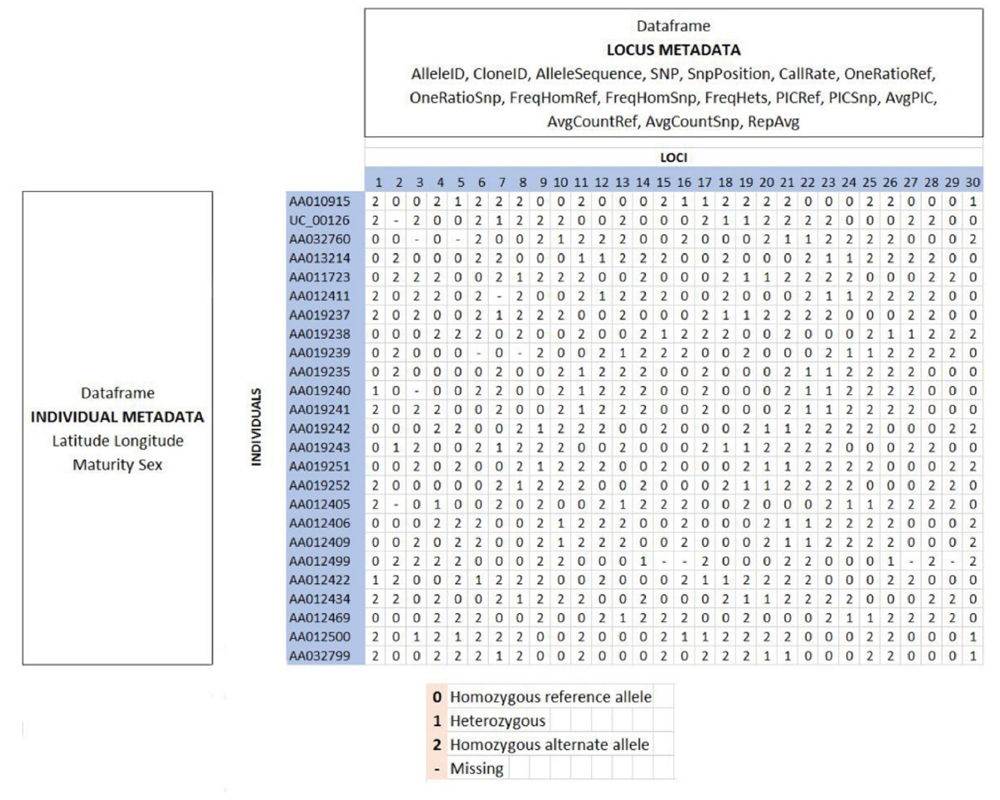 Dataframe
LOCUS METADATA
AlleleID, CloneID, AlleleSequence, SNP, SnpPosition, CallRate, OneRatioRef,
OneRatioSnp, FreqHomRef, FreqHomSnp, FreqHets, PICRef, PICSnp, AvgPIC,
AvgCountRef, AvgCountSnp, RepAvg
LOCI
1 2 3 4 5 6 7 8 9 10 11 12 13 14 15 16 17 18 19 20 21 22 23 24 25 26 27 28 29 30
AA010915 2 0 0 2 1 2 2 2 0 0 2 0 0 0 2 1 1 2 2 2 2 0 0 0 2 2 0 0 0 1
UC_00126 2 - 2 0 0 2 1 2 2 2 0 0 2 0 0 0 2 1 1 2 2 2 2 0 0 0 2 2 0 0
AA032760 0 0 - 0 - 2 0 0 2 1 2 2 2 0 0 2 0 0 0 2 1 1 2 2 2 2 0 0 0 2
AA013214 0 2 0 0 0 2 2 0 0 0 1 1 2 2 2 0 0 2 0 0 0 2 1 1 2 2 2 2 0 0
AA011723 0 2 2 2 0 0 2 1 2 2 2 0 0 2 0 0 0 2 1 1 2 2 2 2 0 0 0 2 2 0
AA012411 2 0 2 2 0 2 - 2 0 0 2 1 2 2 2 0 0 2 0 0 0 2 1 1 2 2 2 2 0 0
AA019237 2 0 2 0 0 2 1 2 2 2 0 0 2 0 0 0 2 1 1 2 2 2 2 0 0 0 2 2 0 0
AA019238 0 0 0 2 2 2 0 2 0 0 2 0 0 2 1 2 2 2 0 0 2 0 0 0 2 1 1 2 2 2
AA019239 0 2 0 0 0 - 0 - 2 0 0 2 1 2 2 2 0 0 2 0 0 0 2 1 1 2 2 2 2 0
AA019235 0 2 0 0 0 0 2 0 0 2 1 2 2 2 0 0 2 0 0 0 2 1 1 2 2 2 2 0 0 0
AA019240 1 0 - 0 0 2 2 0 0 2 1 2 2 2 0 0 2 0 0 0 2 1 1 2 2 2 2 0 0 0
AA019241 2 0 2 2 0 0 2 0 0 2 1 2 2 2 0 0 2 0 0 0 2 1 1 2 2 2 2 0 0 0
AA019242 0 0 0 2 2 0 0 2 1 2 2 2 0 0 2 0 0 0 2 1 1 2 2 2 2 0 0 0 2 2
AA019243 0 1 2 0 0 2 1 2 2 2 0 0 2 0 0 0 2 1 1 2 2 2 2 0 0 0 2 2 0 0
AA019251 0 0 2 0 2 0 0 2 1 2 2 2 0 0 2 0 0 0 2 1 1 2 2 2 2 0 0 0 2 2
AA019252 2 0 0 0 0 0 2 1 2 2 2 0 0 2 0 0 0 2 1 1 2 2 2 2 0 0 0 2 2 0
AA012405 2 - 0 1 0 0 2 0 2 0 0 2 1 2 2 2 0 0 2 0 0 0 2 1 1 2 2 2 2 0
AA012406 0 0 0 2 2 2 0 0 2 1 2 2 2 0 0 2 0 0 0 2 1 1 2 2 2 2 0 0 0 2
AA012409 0 0 2 0 2 2 0 0 2 1 2 2 2 0 0 2 0 0 0 2 1 1 2 2 2 2 0 0 0 2
AA012499 0 2 2 2 2 0 0 0 2 2 0 0 0 1 - - 2 0 0 0 2 2 0 0 0 1 - 2 - 2
AA012422 1 2 0 0 2 1 2 2 2 0 0 2 0 0 0 2 1 1 2 2 2 2 0 0 0 2 2 0 0 0
AA012434 2 2 0 2 0 0 2 1 2 2 2 0 0 2 0 0 0 2 1 1 2 2 2 2 0 0 0 2 2 0
AA012469 0 0 0 2 2 2 0 0 2 0 0 2 1 2 2 2 0 0 2 0 0 0 2 1 1 2 2 2 2 0
AA012500 2 0 1 2 1 2 2 2 0 0 2 0 0 0 2 1 1 2 2 2 2 0 0 0 2 2 0 0 0 1
AA032799 2 0 0 2 2 2 1 2 0 0 2 0 0 0 2 0 2 2 2 1 1 0 0 0 2 2 0 0 0 1
Dataframe
INDIVIDUAL METADATA
Latitude Longitude
Maturity Sex
INDIVIDUALS
0 Homozygous reference allele
1 Heterozygous
2 Homozygous alternate allele
- Missing